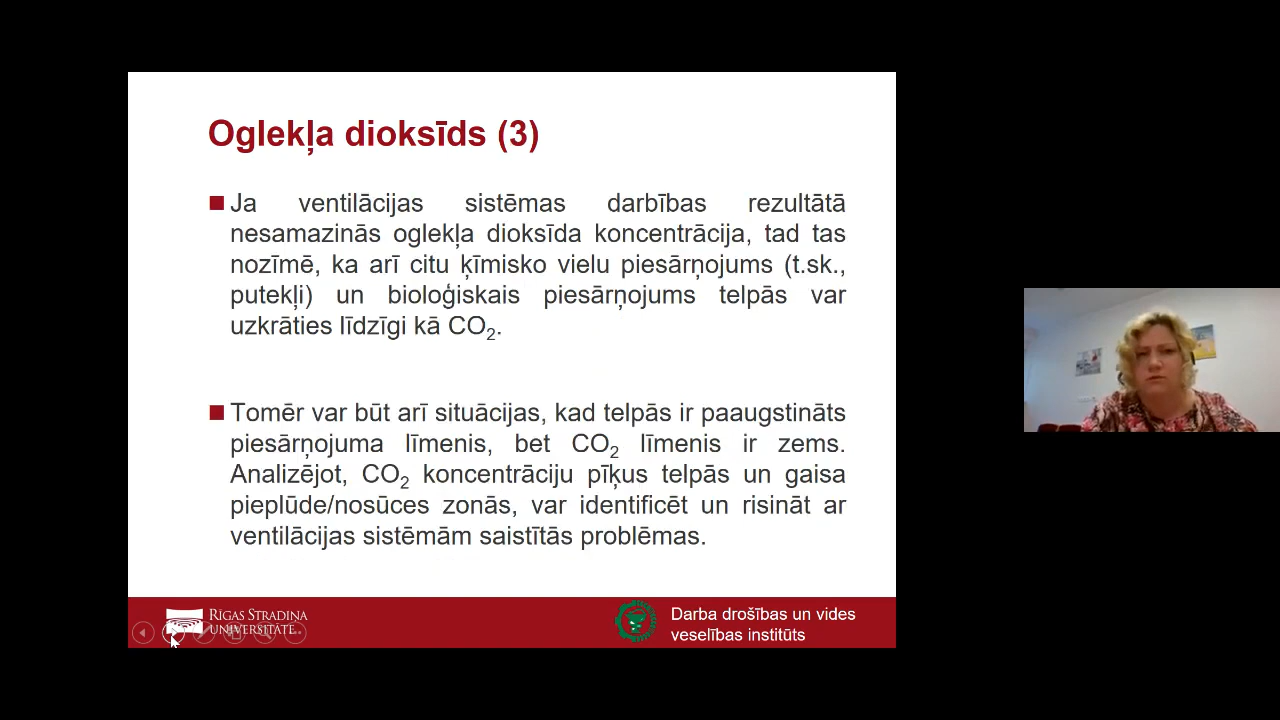 Oglekļa dioksīds (3)
Ja ventilācijas sistēmas darbības rezultātā
nesamazinās oglekļa dioksīda koncentrācija, tad tas
nozīmē, ka arī citu ķīmisko vielu piesārņojums (t.sk.,
putekļi) un bioloģiskais piesārņojums telpās var
uzkrāties līdzīgi kā CO₂.
Tomēr var būt arī situācijas, kad telpās ir paaugstināts
piesārņojuma līmenis, bet CO₂ līmenis ir zems.
Analizējot, CO₂ koncentrāciju pīķus telpās un gaisa
pieplūde/nosūces zonās, var identificēt un risināt ar
ventilācijas sistēmām saistītās problēmas.
RĪGAS STRADIŅA
UNIVERSITĀTE
Darba drošības un vides
veselības institūts